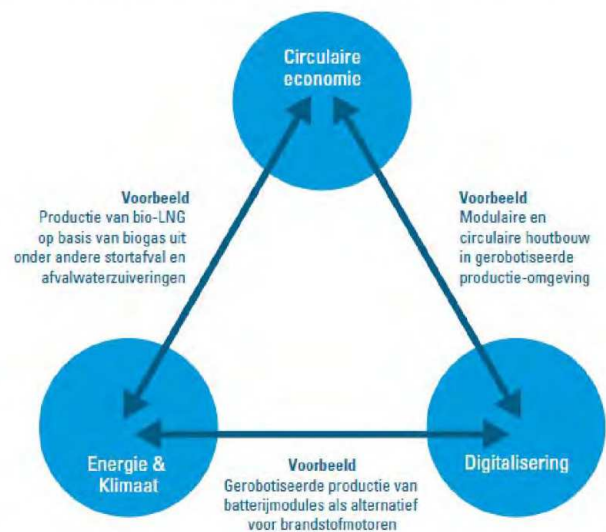 Circulaire
economie
Voorbeeld
Productie van bio-LNG
op basis van biogas uit
onder andere stortafval en
afvalwaterzuiveringen
Voorbeeld
Modulaire en
circulaire houtbouw
in gerobotiseerde
productie-omgeving
Energie &
Klimaat
Voorbeeld
Gerobotiseerde productie van
batterijmodules als alternatief
voor brandstofmotoren
Digitalisering